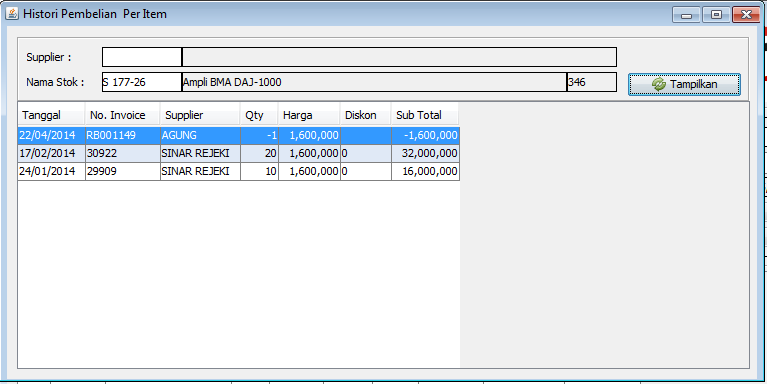 Histori Pembelian Per Item
Supplier :
Nama Stok : S 177-26 Ampli BMA DAJ-1000 346 Tampilkan
Tanggal No. Invoice Supplier Qty Harga Diskon Sub Total
22/04/2014 RB001149 AGUNG -1 1,600,000 -1,600,000
17/02/2014 30922 SINAR REJEKI 20 1,600,000 0 32,000,000
24/01/2014 29909 SINAR REJEKI 10 1,600,000 0 16,000,000